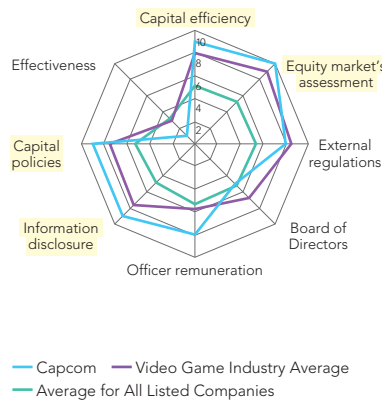 Capital efficiency
10
8
6
4
2
Effectiveness
Equity market's
assessment
Capital
policies
External
regulations
Information
disclosure
Board of
Directors
Officer remuneration
Capcom
Video Game Industry Average
Average for All Listed Companies